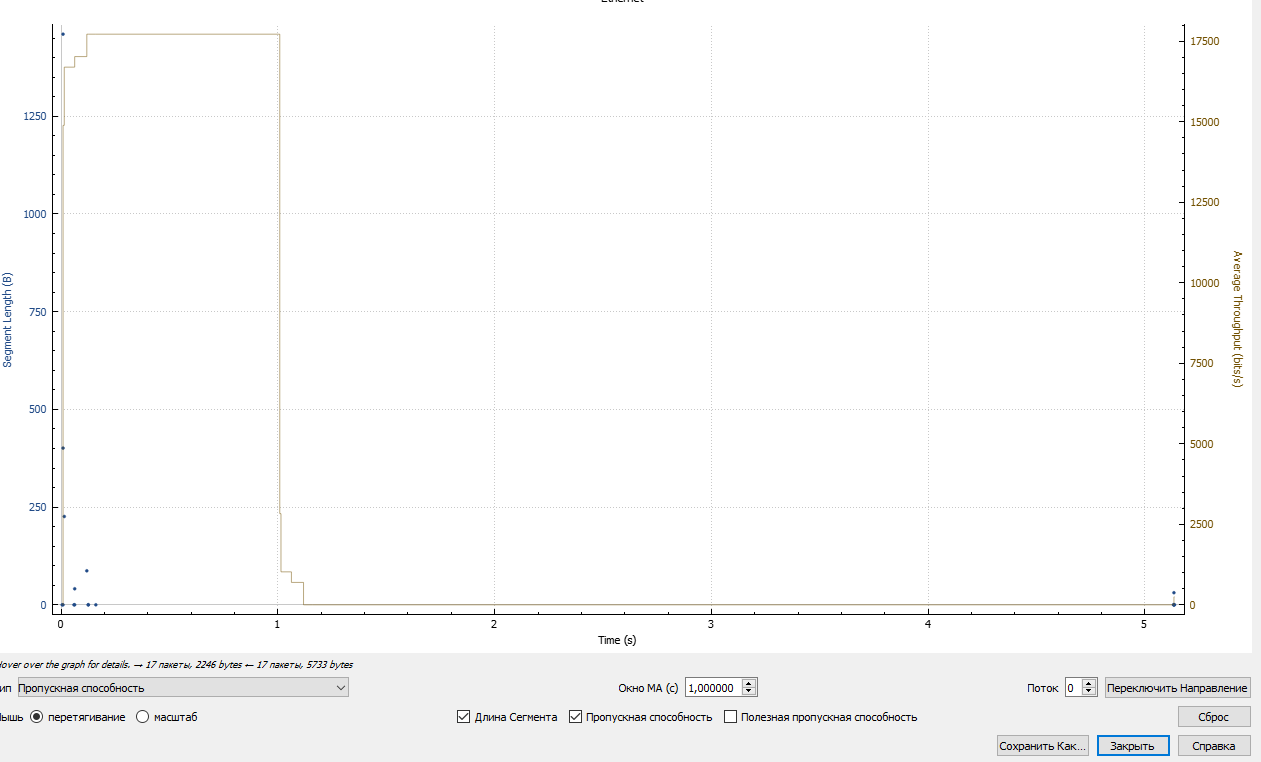 Ethernet
17500
1250
15000
1000
12500
Segment Length (B)
750
10000
Average Throughput (bits/s)
7500
500
5000
250
2500
0
0
0
1
2
3
4
5
Time (s)
over over the graph for details. → 17 пакеты, 2246 bytes ← 17 пакеты, 5733 bytes
ип Пропускная способность
Окно MA (с) 1,000000
Поток 0 Переключить Направление
ышь перетягивание масштаб
Длина Сегмента Пропускная способность Полезная пропускная способность
Сброс
Сохранить Как... Закрыть Справка